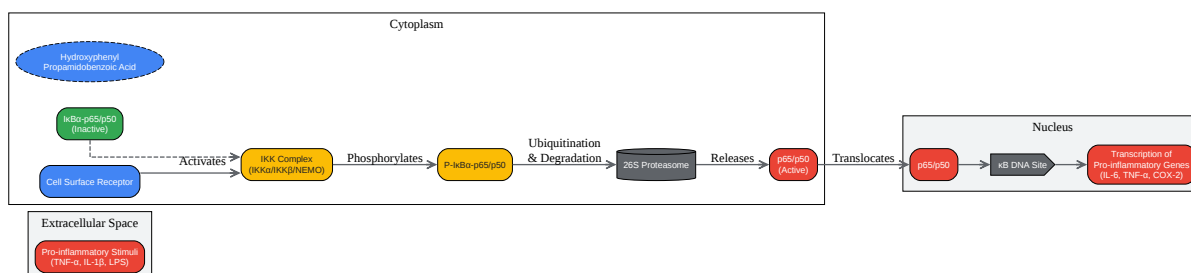 Cytoplasm
Hydroxyphenyl
Propamidobenzoic Acid
IκBα-p65/p50
(Inactive)
Cell Surface Receptor
Activates
IKK Complex
(IKKα/IKKβ/NEMO)
Phosphorylates
P-IκBα-p65/p50
Ubiquitination
& Degradation
26S Proteasome
Releases
p65/p50
(Active)
Translocates
Nucleus
p65/p50
κB DNA Site
Transcription of
Pro-inflammatory Genes
(IL-6, TNF-α, COX-2)
Extracellular Space
Pro-inflammatory Stimuli
(TNF-α, IL-1β, LPS)